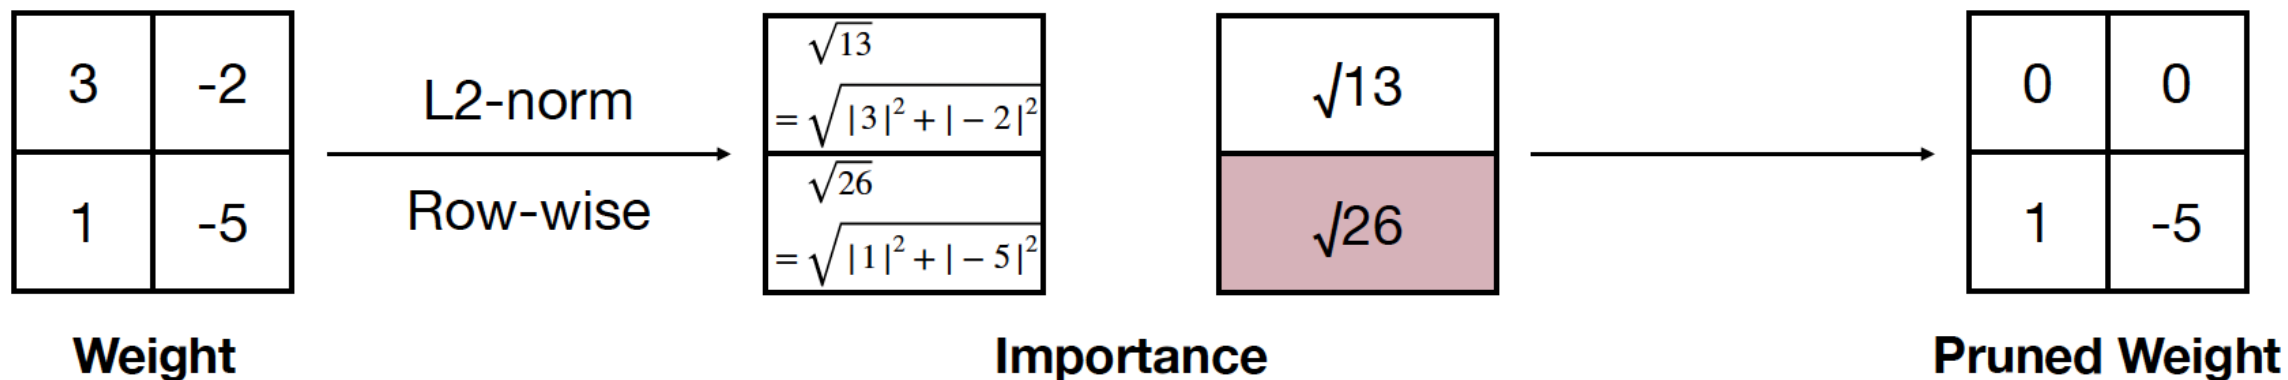 3 -2
1 -5
L2-norm
Row-wise
√13
= √|3|² + |− 2|²
√26
= √|1|² + |− 5|²
√13
√26
0 0
1 -5
Weight
Importance
Pruned Weight